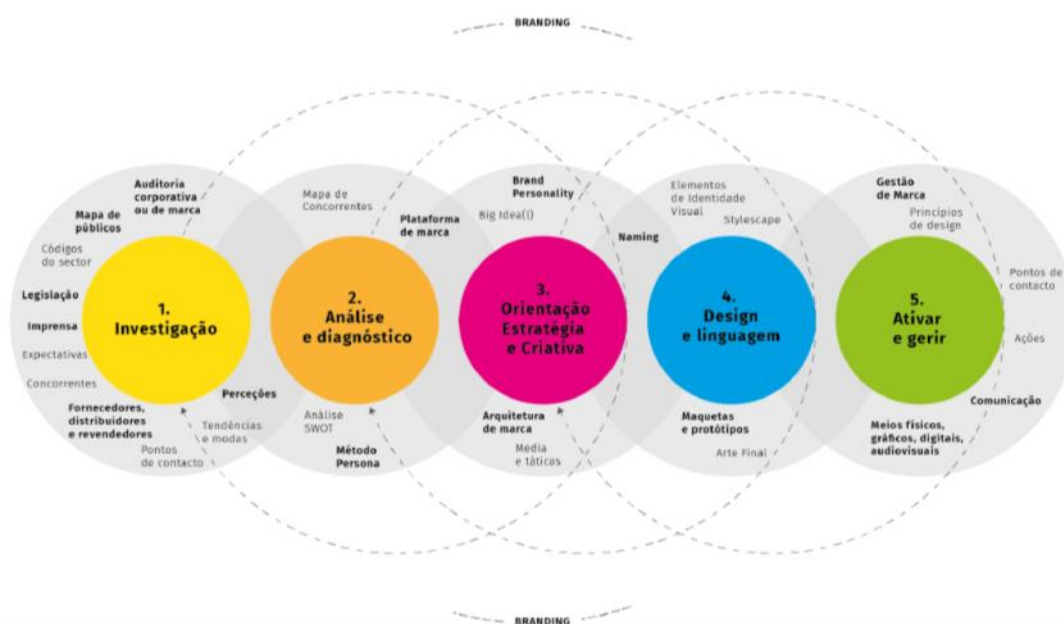 BRANDING
Auditoria
corporativa
ou de marca
Mapa de
públicos
Códigos
do sector
Legislação
Imprensa
Expectativas
Concorrentes
Fornecedores,
distribuidores
e revendedores
Pontos
de contacto
Tendências
e modas
Perceções
1.
Investigação
Mapa de
Concorrentes
Plataforma
de marca
2.
Análise
e diagnóstico
Análise
SWOT
Método
Persona
Brand
Personality
Big Idea(l)
Naming
3.
Orientação
Estratégia
e Criativa
Arquitetura
de marca
Media
e táticas
Elementos
de Identidade
Visual
Stylescape
4.
Design
e linguagem
Maquetas
e protótipos
Arte Final
Gestão
de Marca
Princípios
de design
Pontos de
contacto
Ações
Comunicação
5.
Ativar
e gerir
Meios físicos,
gráficos, digitais,
audiovisuais
BRANDING